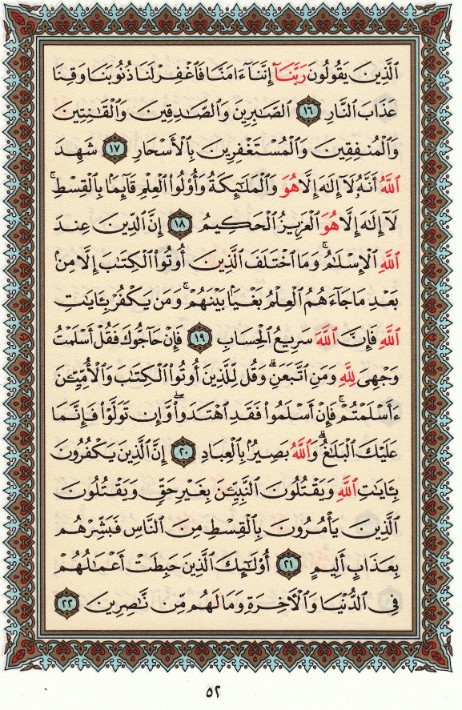 ٱلَّذِينَ يَقُولُونَ رَبَّنَآ إِنَّنَآ ءَامَنَّا فَٱغْفِرْ لَنَا ذُنُوبَنَا وَقِنَا
عَذَابَ ٱلنَّارِ ١٦ ٱلصَّٰبِرِينَ وَٱلصَّٰدِقِينَ وَٱلْقَٰنِتِينَ
وَٱلْمُنفِقِينَ وَٱلْمُسْتَغْفِرِينَ بِٱلْأَسْحَارِ ١٧ شَهِدَ
ٱللَّهُ أَنَّهُۥ لَآ إِلَٰهَ إِلَّا هُوَ وَٱلْمَلَٰٓئِكَةُ وَأُو۟لُوا۟ ٱلْعِلْمِ قَآئِمًۢا بِٱلْقِسْطِ ۚ
لَآ إِلَٰهَ إِلَّا هُوَ ٱلْعَزِيزُ ٱلْحَكِيمُ ١٨ إِنَّ ٱلدِّينَ عِندَ
ٱللَّهِ ٱلْإِسْلَٰمُ ۗ وَمَا ٱخْتَلَفَ ٱلَّذِينَ أُوتُوا۟ ٱلْكِتَٰبَ إِلَّا مِنۢ
بَعْدِ مَا جَآءَهُمُ ٱلْعِلْمُ بَغْيًۢا بَيْنَهُمْ ۗ وَمَن يَكْفُرْ بِـَٔايَٰتِ
ٱللَّهِ فَإِنَّ ٱللَّهَ سَرِيعُ ٱلْحِسَابِ ١٩ فَإِنْ حَآجُّوكَ فَقُلْ أَسْلَمْتُ
وَجْهِىَ لِلَّهِ وَمَنِ ٱتَّبَعَنِ ۗ وَقُل لِّلَّذِينَ أُوتُوا۟ ٱلْكِتَٰبَ وَٱلْأُمِّيِّـۧنَ
ءَأَسْلَمْتُمْ ۚ فَإِنْ أَسْلَمُوا۟ فَقَدِ ٱهْتَدَوا۟ ۖ وَّإِن تَوَلَّوْا۟ فَإِنَّمَا
عَلَيْكَ ٱلْبَلَٰغُ ۗ وَٱللَّهُ بَصِيرٌۢ بِٱلْعِبَادِ ٢٠ إِنَّ ٱلَّذِينَ يَكْفُرُونَ
بِـَٔايَٰتِ ٱللَّهِ وَيَقْتُلُونَ ٱلنَّبِيِّـۧنَ بِغَيْرِ حَقٍّ وَيَقْتُلُونَ
ٱلَّذِينَ يَأْمُرُونَ بِٱلْقِسْطِ مِنَ ٱلنَّاسِ فَبَشِّرْهُم
بِعَذَابٍ أَلِيمٍ ٢١ أُو۟لَٰٓئِكَ ٱلَّذِينَ حَبِطَتْ أَعْمَٰلُهُمْ
فِى ٱلدُّنْيَا وَٱلْءَاخِرَةِ وَمَا لَهُم مِّن نَّٰصِرِينَ ٢٢
٥٢